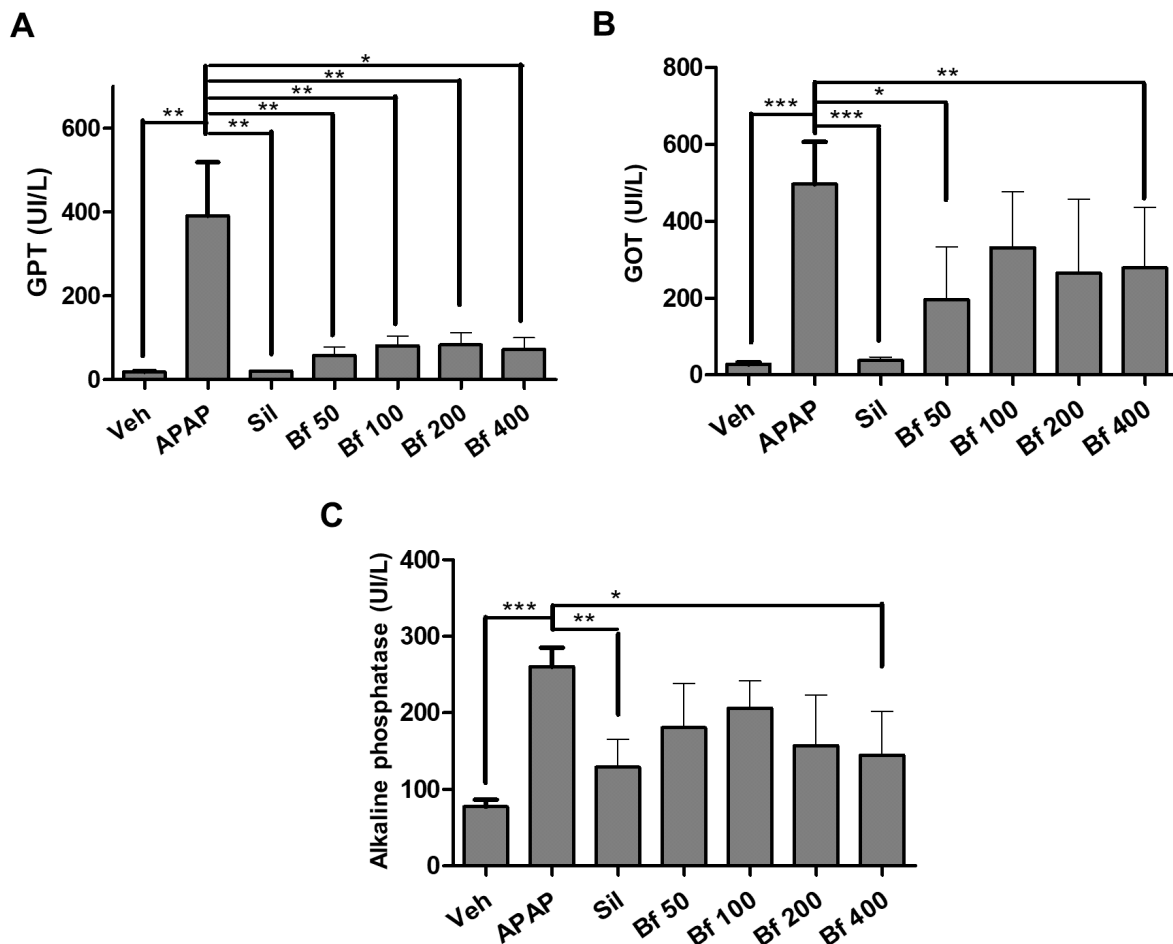 A
GPT (UI/L)
600
400
200
0
*
**
**
**
**
**
Veh
APAP
Sil
Bf 50
Bf 100
Bf 200
Bf 400
B
GOT (UI/L)
800
600
400
200
0
**
*
***
***
Veh
APAP
Sil
Bf 50
Bf 100
Bf 200
Bf 400
C
Alkaline phosphatase (UI/L)
400
300
200
100
0
*
***
**
Veh
APAP
Sil
Bf 50
Bf 100
Bf 200
Bf 400